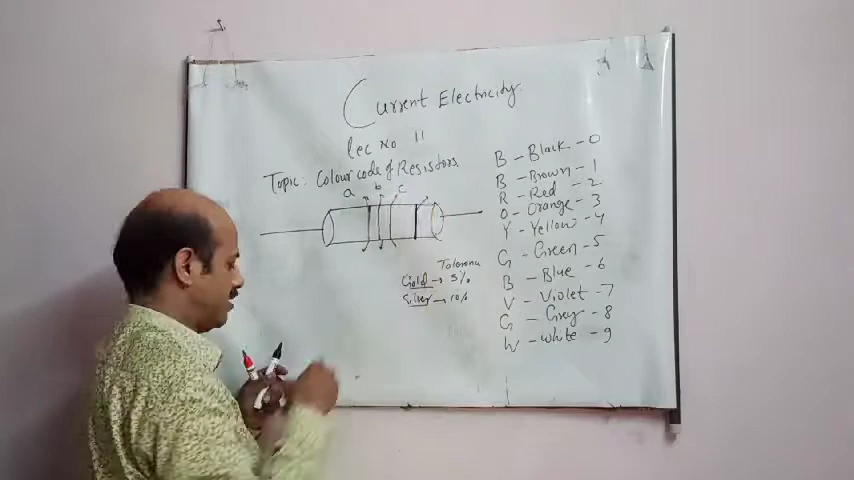 Current Electricity
Lec No 11
Topic: Colour code of Resistors
a b c
Tolerance
Gold → 5%
Silver → 10%
B - Black - 0
B - Brown - 1
R - Red - 2
O - Orange - 3
Y - Yellow - 4
G - Green - 5
B - Blue - 6
V - Violet - 7
G - Grey - 8
W - White - 9